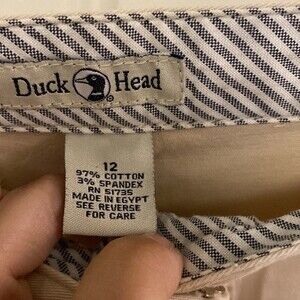 Duck Head
12
97% COTTON
3% SPANDEX
RN 51735
MADE IN EGYPT
SEE REVERSE
FOR CARE